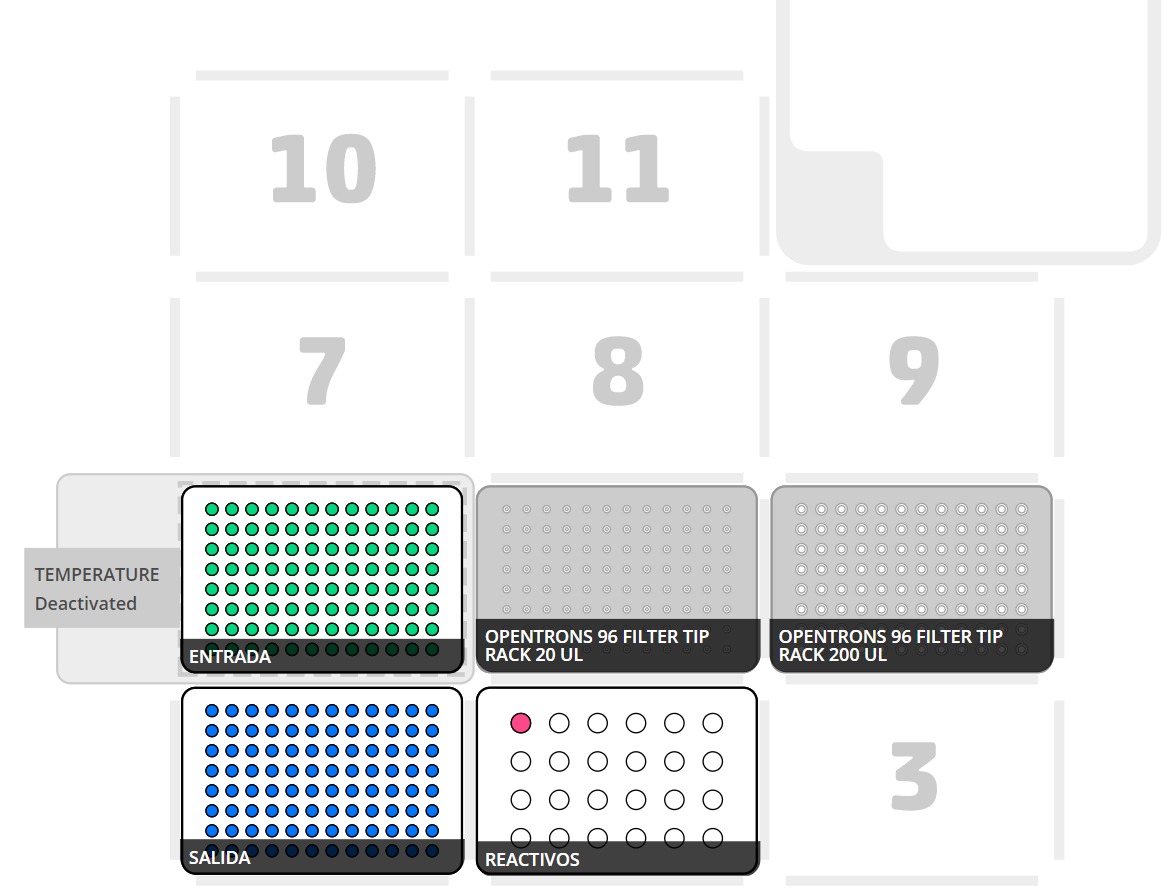 10
11
7
8
9
TEMPERATURE
Deactivated
ENTRADA
OPENTRONS 96 FILTER TIP
RACK 20 UL
OPENTRONS 96 FILTER TIP
RACK 200 UL
SALIDA
REACTIVOS
3